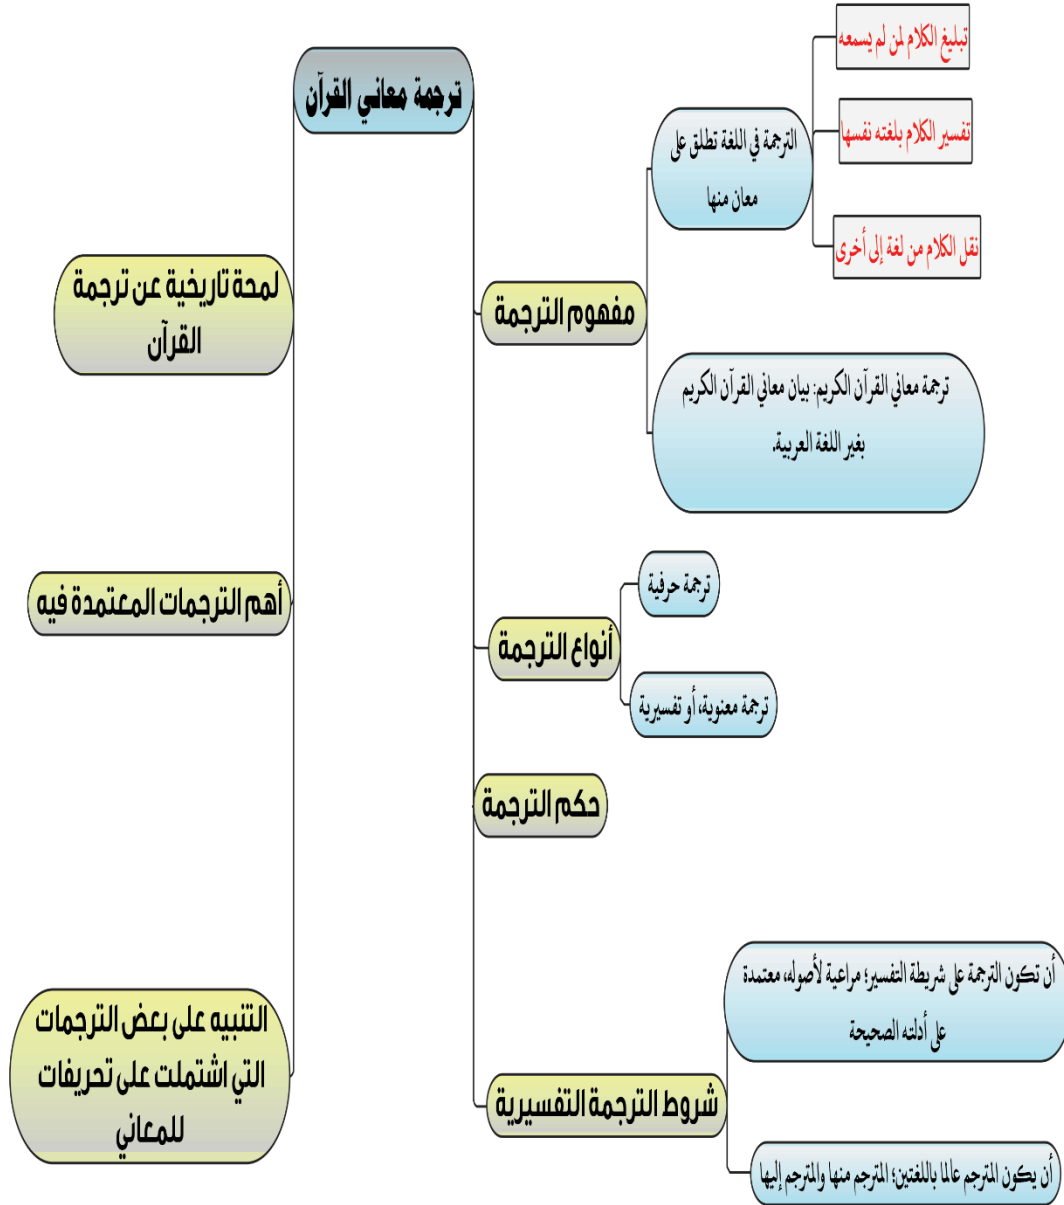 ترجمة معاني القرآن
مفهوم الترجمة
الترجمة في اللغة تطلق على
معان منها
تبليغ الكلام لمن لم يسمعه
تفسير الكلام بلغته نفسها
نقل الكلام من لغة إلى أخرى
ترجمة معاني القرآن الكريم: بيان معاني القرآن الكريم
بغير اللغة العربية.
أنواع الترجمة
ترجمة حرفية
ترجمة معنوية، أو تفسيرية
حكم الترجمة
شروط الترجمة التفسيرية
أن تكون الترجمة على شريطة التفسير؛ مراعية لأصوله، معتمدة
على أدلته الصحيحة
أن يكون المترجم عالما باللغتين؛ المترجم منها والمترجم إليها
لمحة تاريخية عن ترجمة
القرآن
أهم الترجمات المعتمدة فيه
التنبيه على بعض الترجمات
التي اشتملت على تحريفات
للمعاني